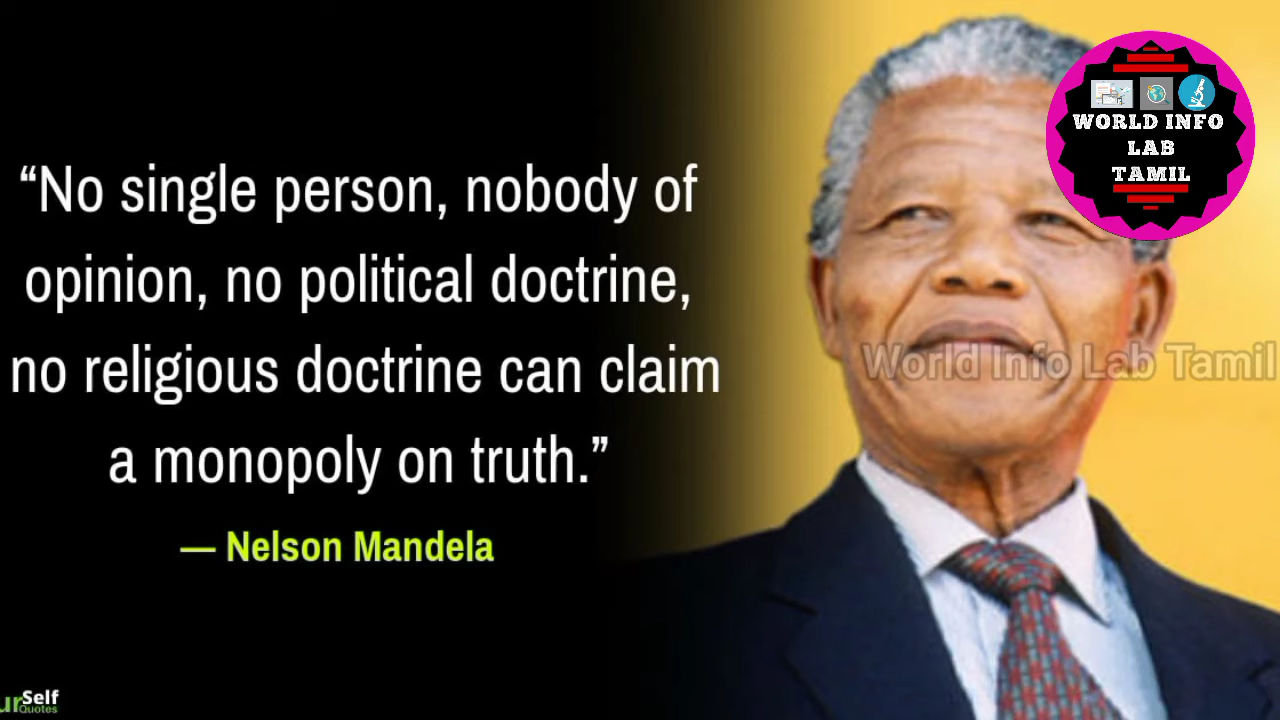 “No single person, nobody of
opinion, no political doctrine,
no religious doctrine can claim
a monopoly on truth.”
— Nelson Mandela
WORLD INFO
LAB
TAMIL
World Info Lab Tamil
urSelf
Quotes